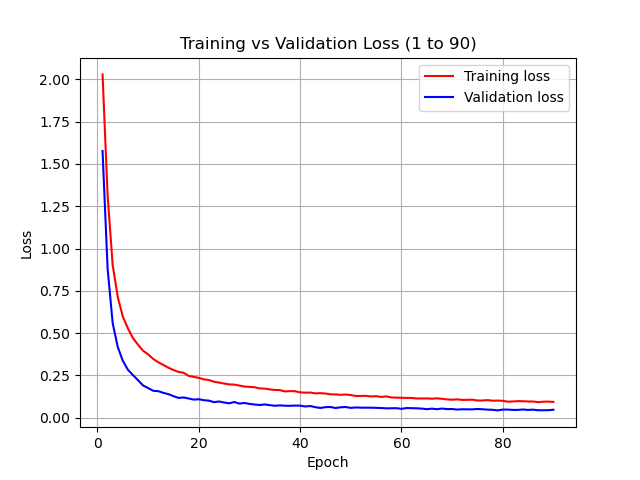 Training vs Validation Loss (1 to 90)
Training loss
Validation loss
2.00
1.75
1.50
1.25
1.00
0.75
0.50
0.25
0.00
Loss
0 20 40 60 80
Epoch